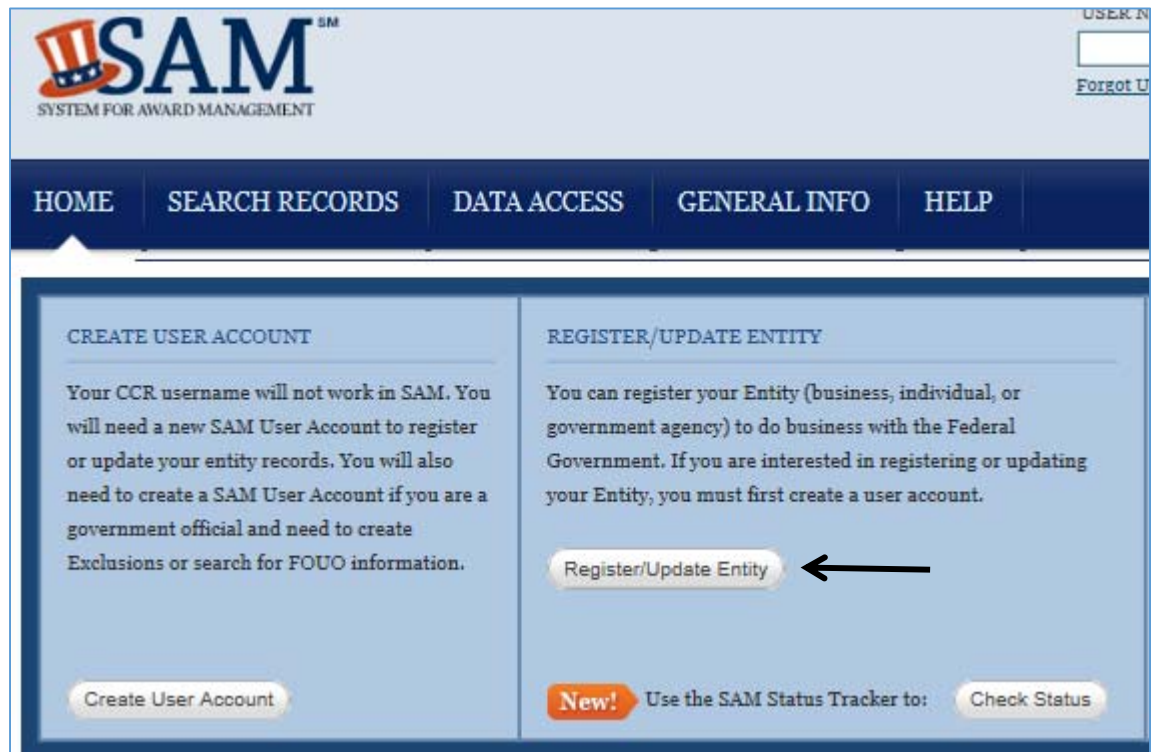 SAM SM
SYSTEM FOR AWARD MANAGEMENT
USER N
Forgot U
HOME SEARCH RECORDS DATA ACCESS GENERAL INFO HELP
CREATE USER ACCOUNT
Your CCR username will not work in SAM. You
will need a new SAM User Account to register
or update your entity records. You will also
need to create a SAM User Account if you are a
government official and need to create
Exclusions or search for FOUO information.
Create User Account
REGISTER/UPDATE ENTITY
You can register your Entity (business, individual, or
government agency) to do business with the Federal
Government. If you are interested in registering or updating
your Entity, you must first create a user account.
Register/Update Entity
New! Use the SAM Status Tracker to: Check Status